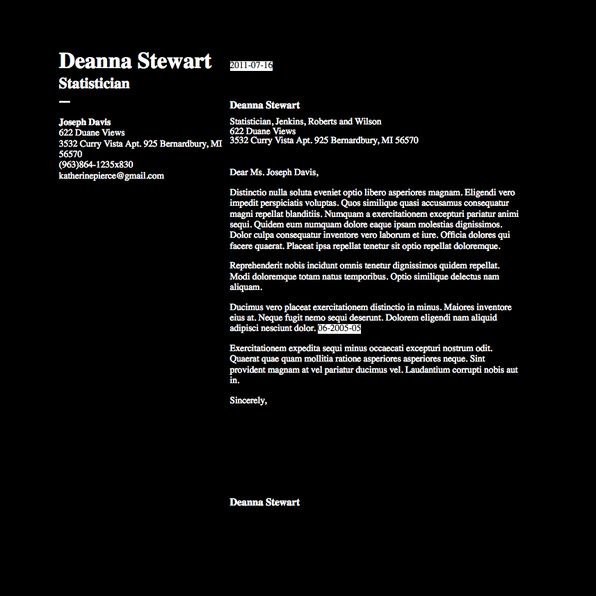 Deanna Stewart
Statistician
Joseph Davis
622 Duane Views
3532 Curry Vista Apt. 925 Bernardbury, MI
56570
(963)864-1235x830
katherinepierce@gmail.com
2011-07-16
Deanna Stewart
Statistician, Jenkins, Roberts and Wilson
622 Duane Views
3532 Curry Vista Apt. 925 Bernardbury, MI 56570
Dear Ms. Joseph Davis,
Distinctio nulla soluta eveniet optio libero asperiores magnam. Eligendi vero
impedit perspiciatis voluptas. Quos similique quasi accusamus consequatur
magni repellat blanditiis. Numquam a exercitationem excepturi pariatur animi
sequi. Quidem eum numquam dolore eaque ipsam molestias dignissimos.
Dolor culpa consequatur inventore vero laborum et iure. Officia dolores qui
facere quaerat. Placeat ipsa repellat tenetur sit optio repellat doloremque.
Reprehenderit nobis incidunt omnis tenetur dignissimos quidem repellat.
Modi doloremque totam natus temporibus. Optio similique delectus nam
aliquam.
Ducimus vero placeat exercitationem distinctio in minus. Maiores inventore
eius at. Neque fugit nemo sequi deserunt. Dolorem eligendi nam aliquid
adipisci nesciunt dolor. 06-2005-05
Exercitationem expedita sequi minus occaecati excepturi nostrum odit.
Quaerat quae quam mollitia ratione asperiores asperiores neque. Sint
provident magnam at vel pariatur ducimus vel. Laudantium corrupti nobis aut
in.
Sincerely,
Deanna Stewart